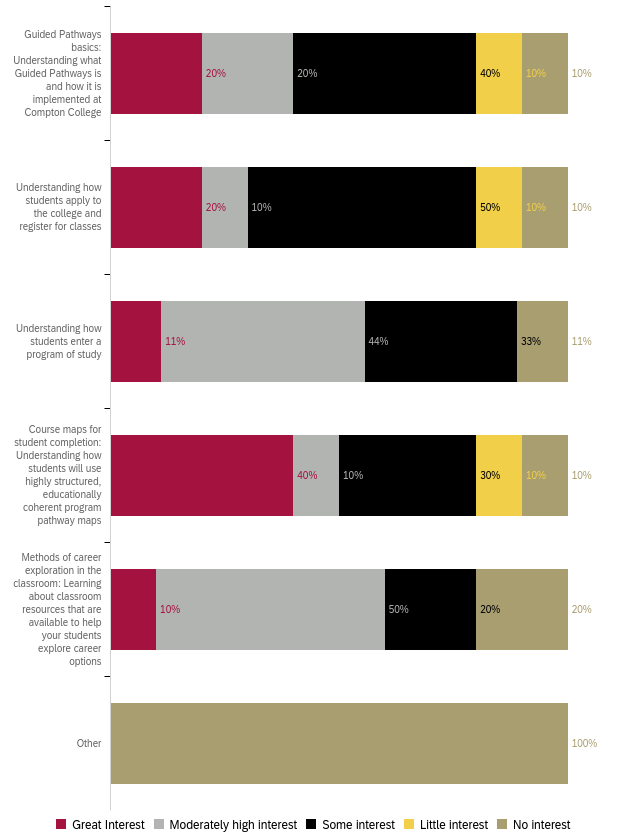 Guided Pathways
basics:
Understanding what
Guided Pathways is
and how it is
implemented at
Compton College
20%
20%
40%
10%
10%
Understanding how
students apply to
the college and
register for classes
20%
10%
50%
10%
10%
Understanding how
students enter a
program of study
11%
44%
33%
11%
Course maps for
student completion:
Understanding how
students will use
highly structured,
educationally
coherent program
pathway maps
40%
10%
30%
10%
10%
Methods of career
exploration in the
classroom: Learning
about classroom
resources that are
available to help
your students
explore career
options
10%
50%
20%
20%
Other
100%
Great Interest
Moderately high interest
Some interest
Little interest
No interest